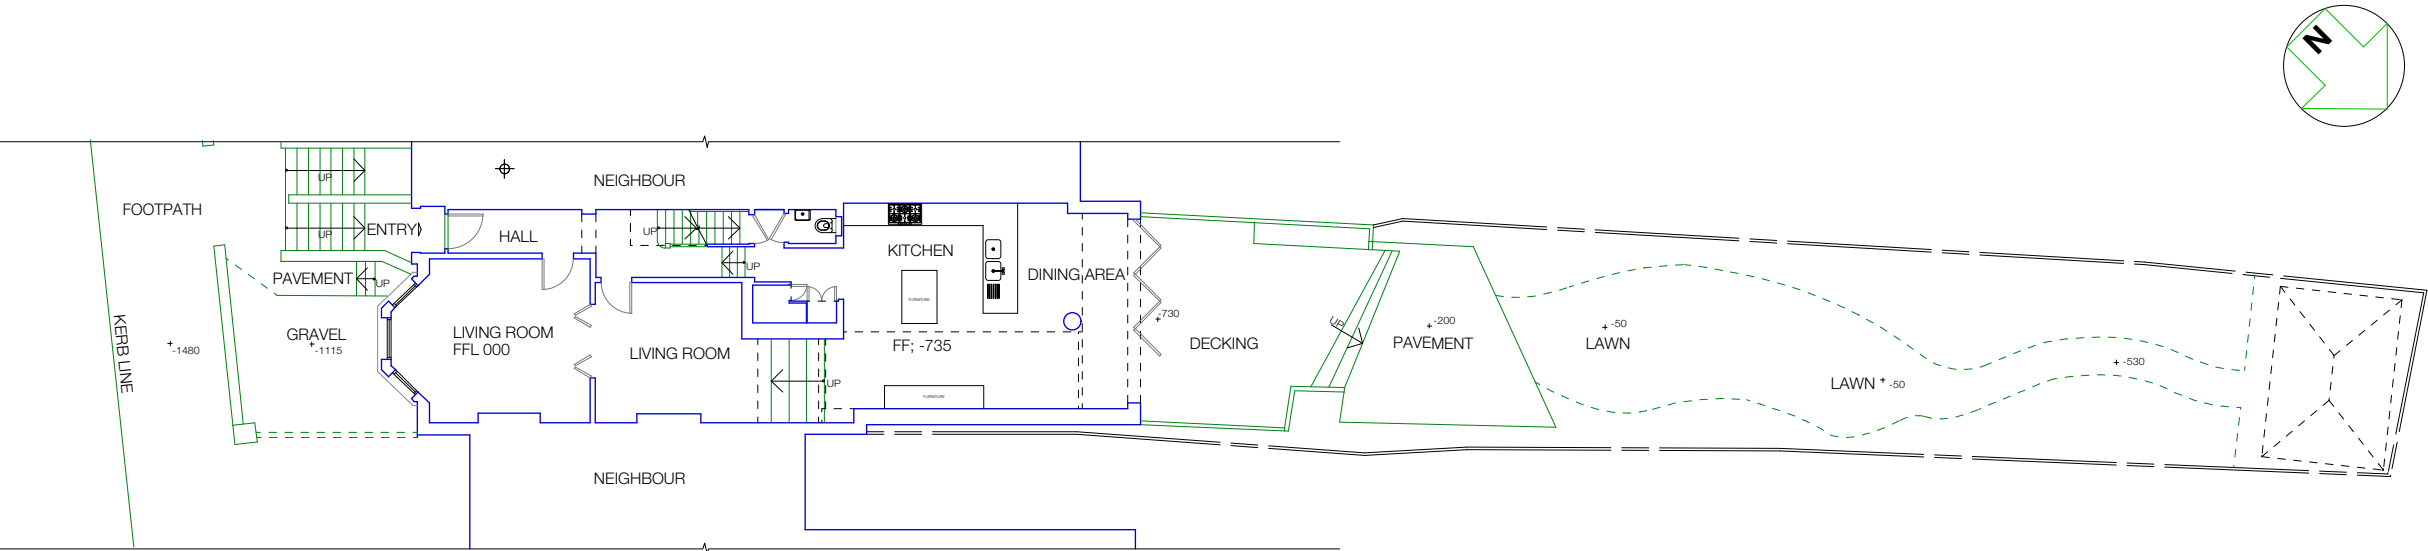 N
NEIGHBOUR
UP
FOOTPATH
UP
ENTRY
HALL
UP
KITCHEN
UP
DINING AREA
PAVEMENT
UP
FURNITURE
KERB LINE
GRAVEL
-1115
-1480
LIVING ROOM
FFL 000
LIVING ROOM
FF; -735
-730
DECKING
UP
-200
PAVEMENT
-50
LAWN
LAWN
-50
-530
UP
FURNITURE
NEIGHBOUR